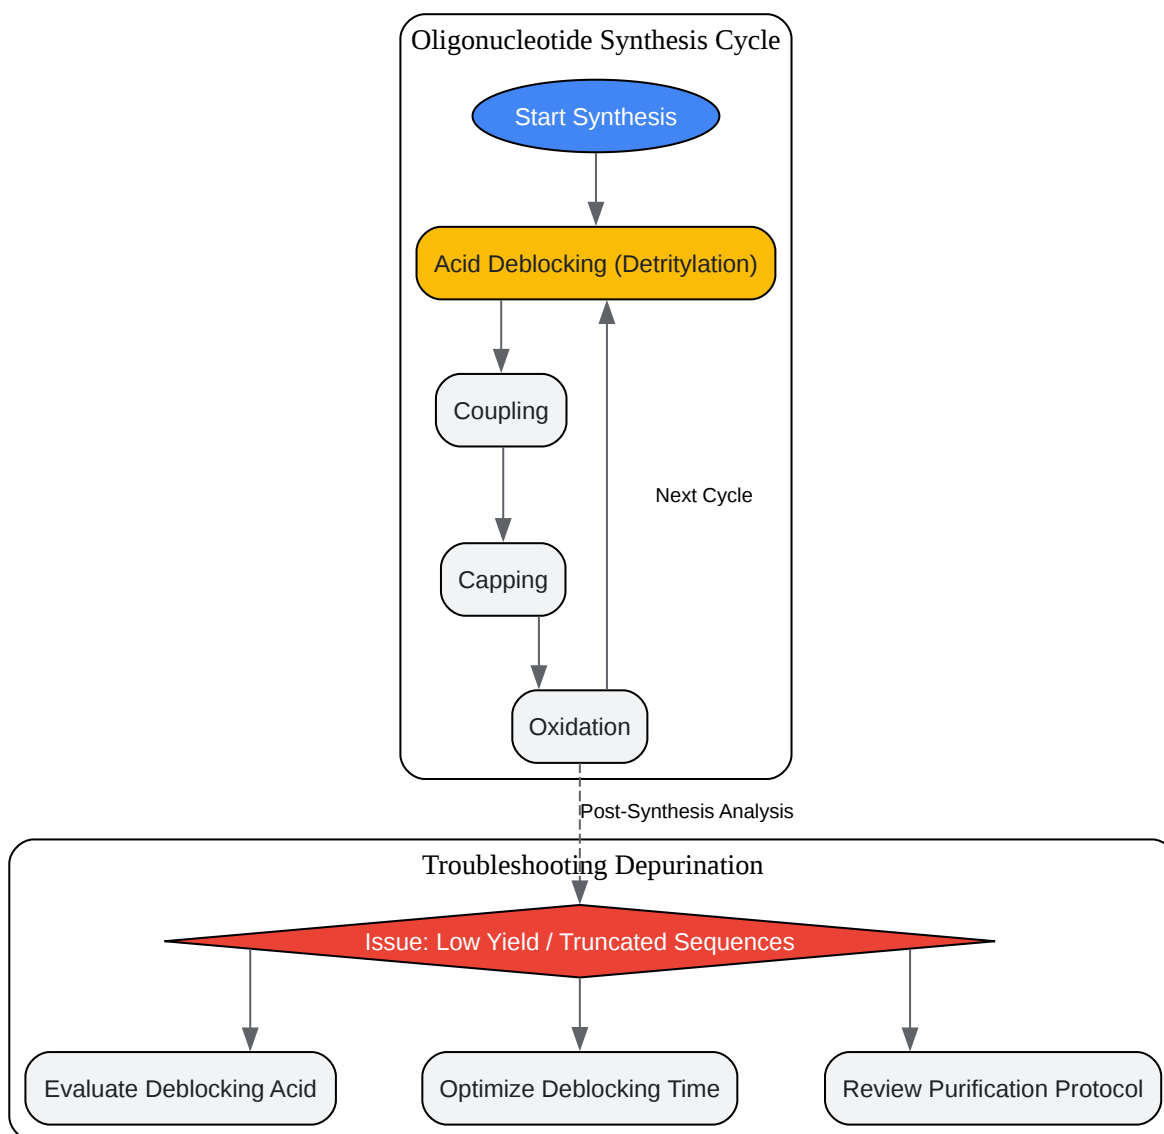 Oligonucleotide Synthesis Cycle
Start Synthesis
Acid Deblocking (Detritylation)
Coupling
Next Cycle
Capping
Oxidation
Post-Synthesis Analysis
Troubleshooting Depurination
Issue: Low Yield / Truncated Sequences
Evaluate Deblocking Acid
Optimize Deblocking Time
Review Purification Protocol